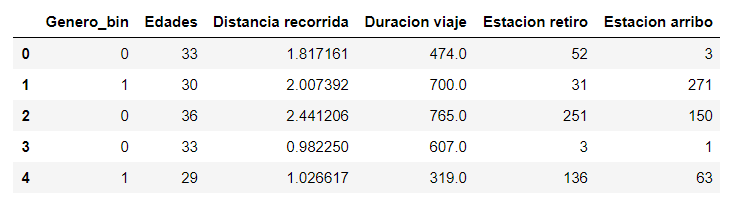 Genero_bin Edades Distancia recorrida Duracion viaje Estacion retiro Estacion arribo
0 0 33 1.817161 474.0 52 3
1 1 30 2.007392 700.0 31 271
2 0 36 2.441206 765.0 251 150
3 0 33 0.982250 607.0 3 1
4 1 29 1.026617 319.0 136 63